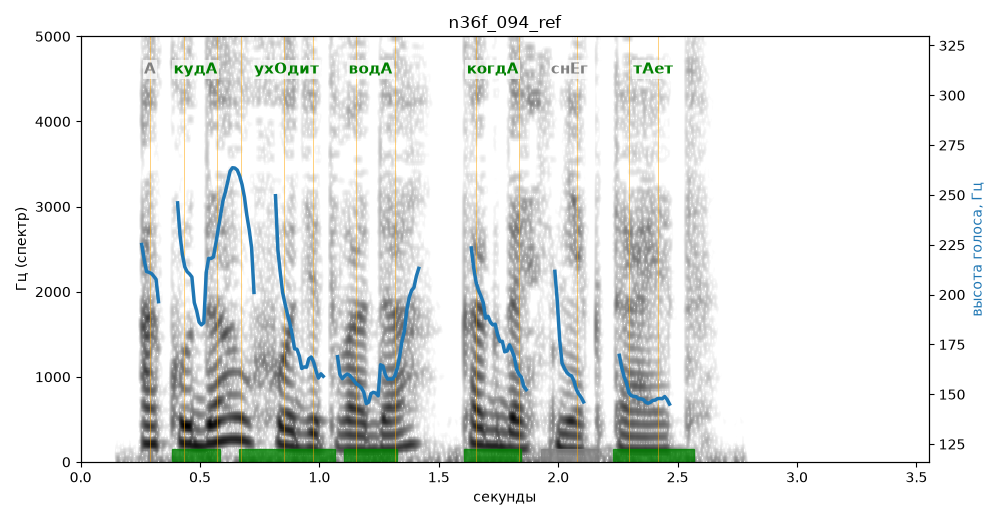 n36f_094_ref
А кудА ухОдит водА когдА снЕг тАет
5000
4000
3000
2000
1000
0
Гц (спектр)
325
300
275
250
225
200
175
150
125
высота голоса, Гц
0.0 0.5 1.0 1.5 2.0 2.5 3.0 3.5
секунды